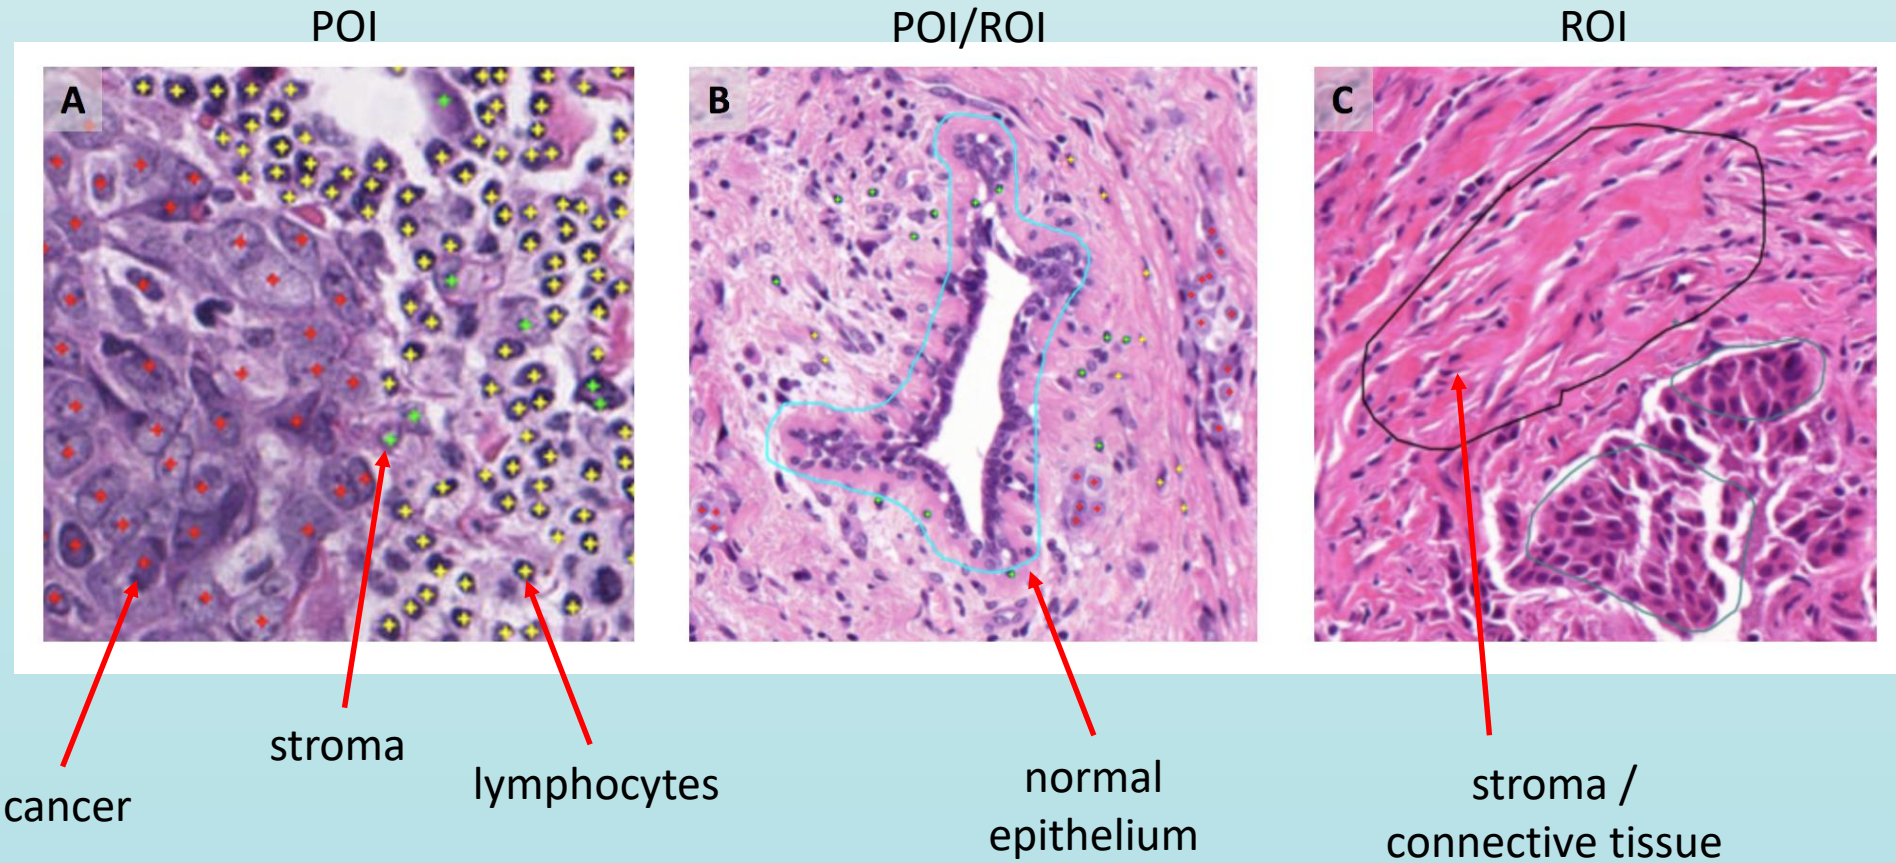 POI
POI/ROI
ROI
A
B
C
cancer
stroma
lymphocytes
normal
epithelium
stroma /
connective tissue